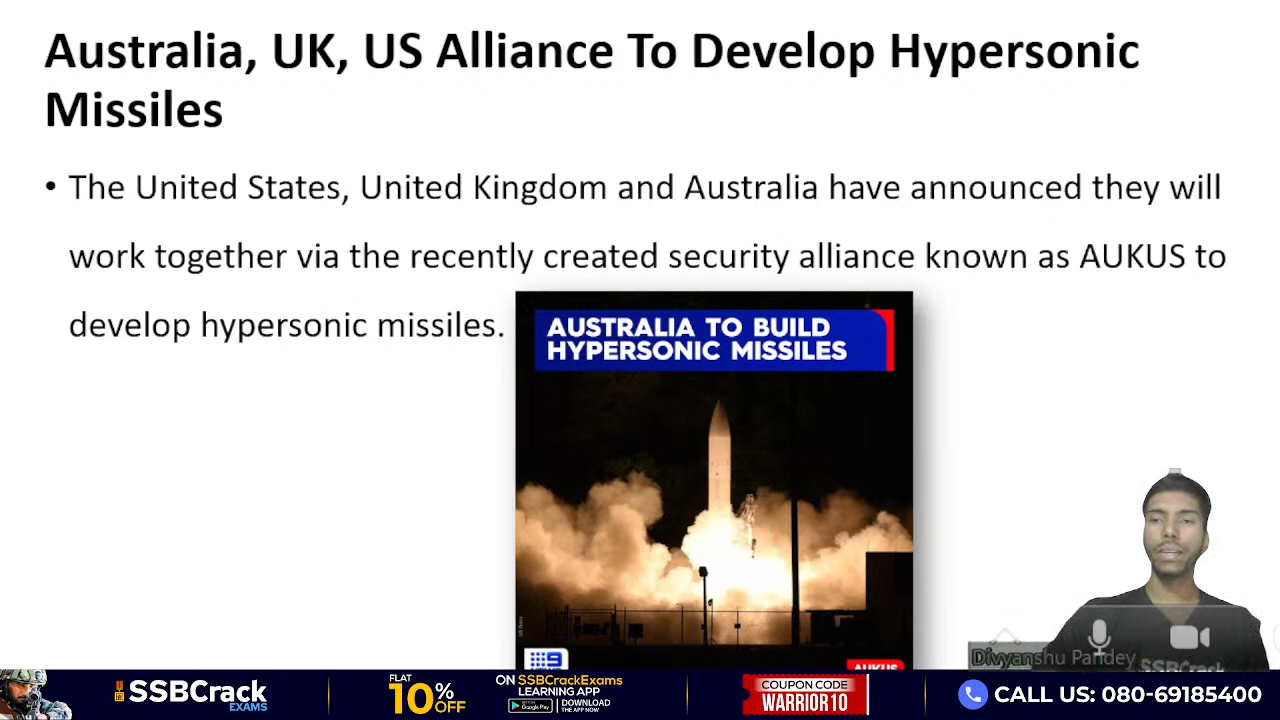 Australia, UK, US Alliance To Develop Hypersonic
Missiles
• The United States, United Kingdom and Australia have announced they will
work together via the recently created security alliance known as AUKUS to
develop hypersonic missiles.
AUSTRALIA TO BUILD
HYPERSONIC MISSILES
9
AUKUS
Divyanshu Pandey
SSBCrack
SSBCrack
EXAMS
FLAT
10% OFF
ON SSBCrackExams
LEARNING APP
Google Play
DOWNLOAD
THE APP NOW
COUPON CODE
WARRIOR10
CALL US: 080-69185400